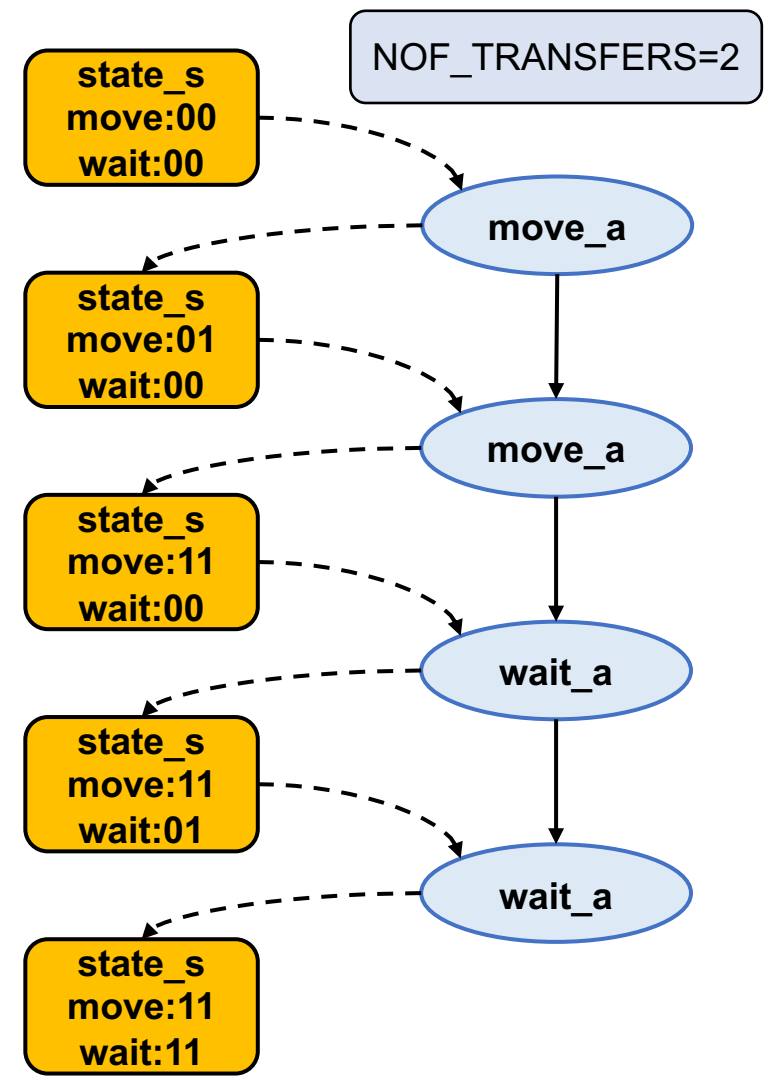 NOF_TRANSFERS=2
state_s
move:00
wait:00
move_a
state_s
move:01
wait:00
move_a
state_s
move:11
wait:00
wait_a
state_s
move:11
wait:01
wait_a
state_s
move:11
wait:11